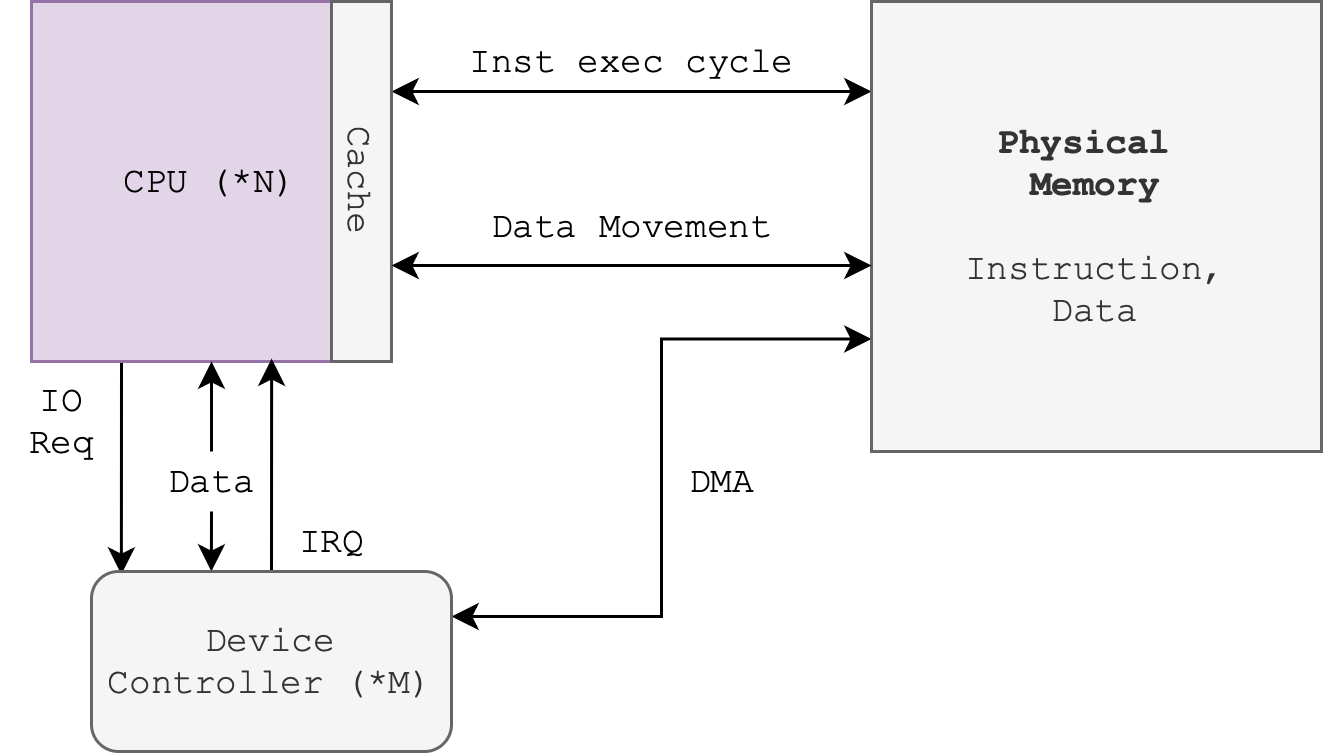 Inst exec cycle
CPU (*N)
Cache
Physical
Memory
Data Movement
Instruction,
Data
IO
Req
Data
DMA
IRQ
Device
Controller (*M)